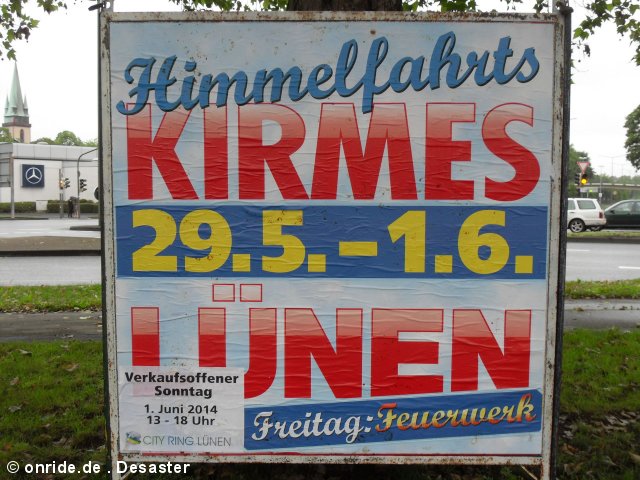 Himmelfahrts
KIRMES
29.5.-1.6.
LÜNEN
Verkaufsoffener
Sonntag
1. Juni 2014
13 - 18 Uhr
CITY RING LÜNEN
Freitag: Feuerwerk
© onride.de . Desaster